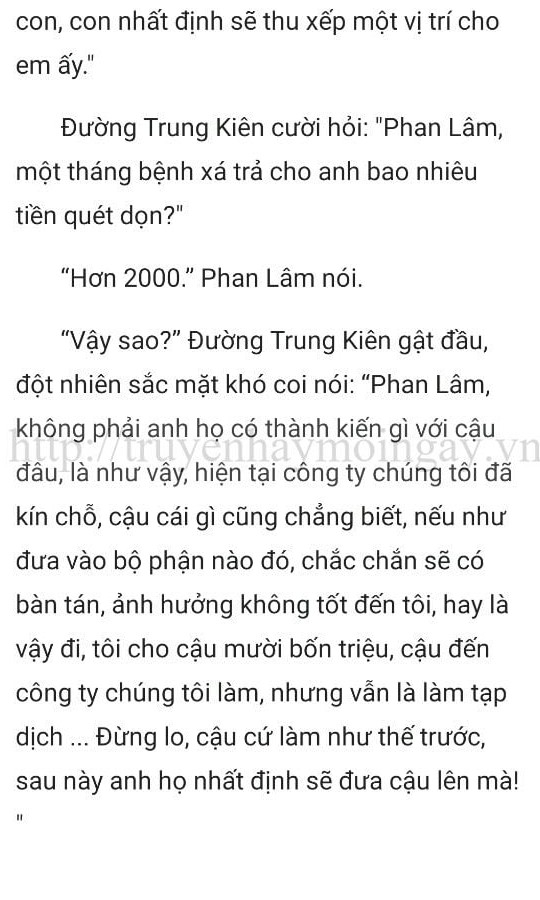 con, con nhất định sẽ thu xếp một vị trí cho
em ấy."
Đường Trung Kiên cười hỏi: "Phan Lâm,
một tháng bệnh xá trả cho anh bao nhiêu
tiền quét dọn?"
“Hơn 2000.” Phan Lâm nói.
“Vậy sao?” Đường Trung Kiên gật đầu,
đột nhiên sắc mặt khó coi nói: “Phan Lâm,
không phải anh họ có thành kiến gì với cậu
http://truyenhaymoingay.vn
đâu, là như vậy, hiện tại công ty chúng tôi đã
kín chỗ, cậu cái gì cũng chẳng biết, nếu như
đưa vào bộ phận nào đó, chắc chắn sẽ có
bàn tán, ảnh hưởng không tốt đến tôi, hay là
vậy đi, tôi cho cậu mười bốn triệu, cậu đến
công ty chúng tôi làm, nhưng vẫn là làm tạp
dịch ... Đừng lo, cậu cứ làm như thế trước,
sau này anh họ nhất định sẽ đưa cậu lên mà!
"